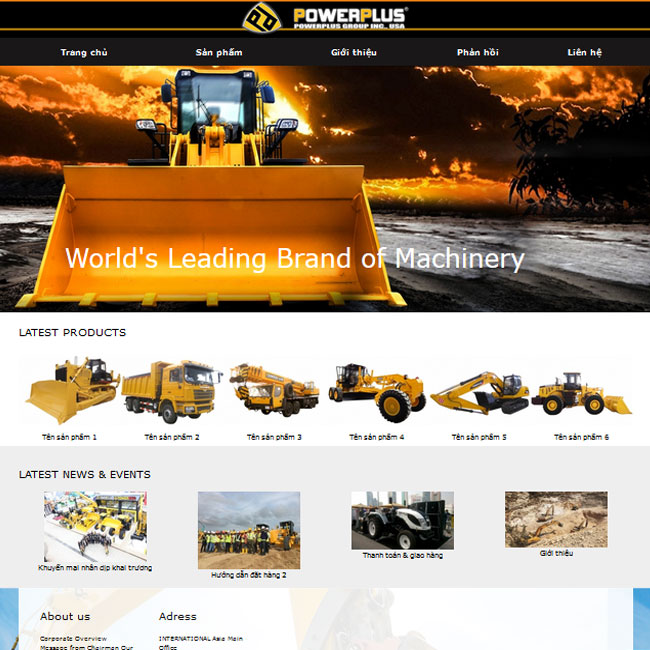 POWERPLUS
POWERPLUS GROUP INC., USA
Trang chủ Sản phẩm Giới thiệu Phản hồi Liên hệ
World's Leading Brand of Machinery
LATEST PRODUCTS
Tên sản phẩm 1 Tên sản phẩm 2 Tên sản phẩm 3 Tên sản phẩm 4 Tên sản phẩm 5 Tên sản phẩm 6
LATEST NEWS & EVENTS
Khuyến mại nhân dịp khai trương
Hướng dẫn đặt hàng 2
Thanh toán & giao hàng
Giới thiệu
About us
Corporate Overview
Message from Chairman Our
Adress
INTERNATIONAL Asia Main
Office